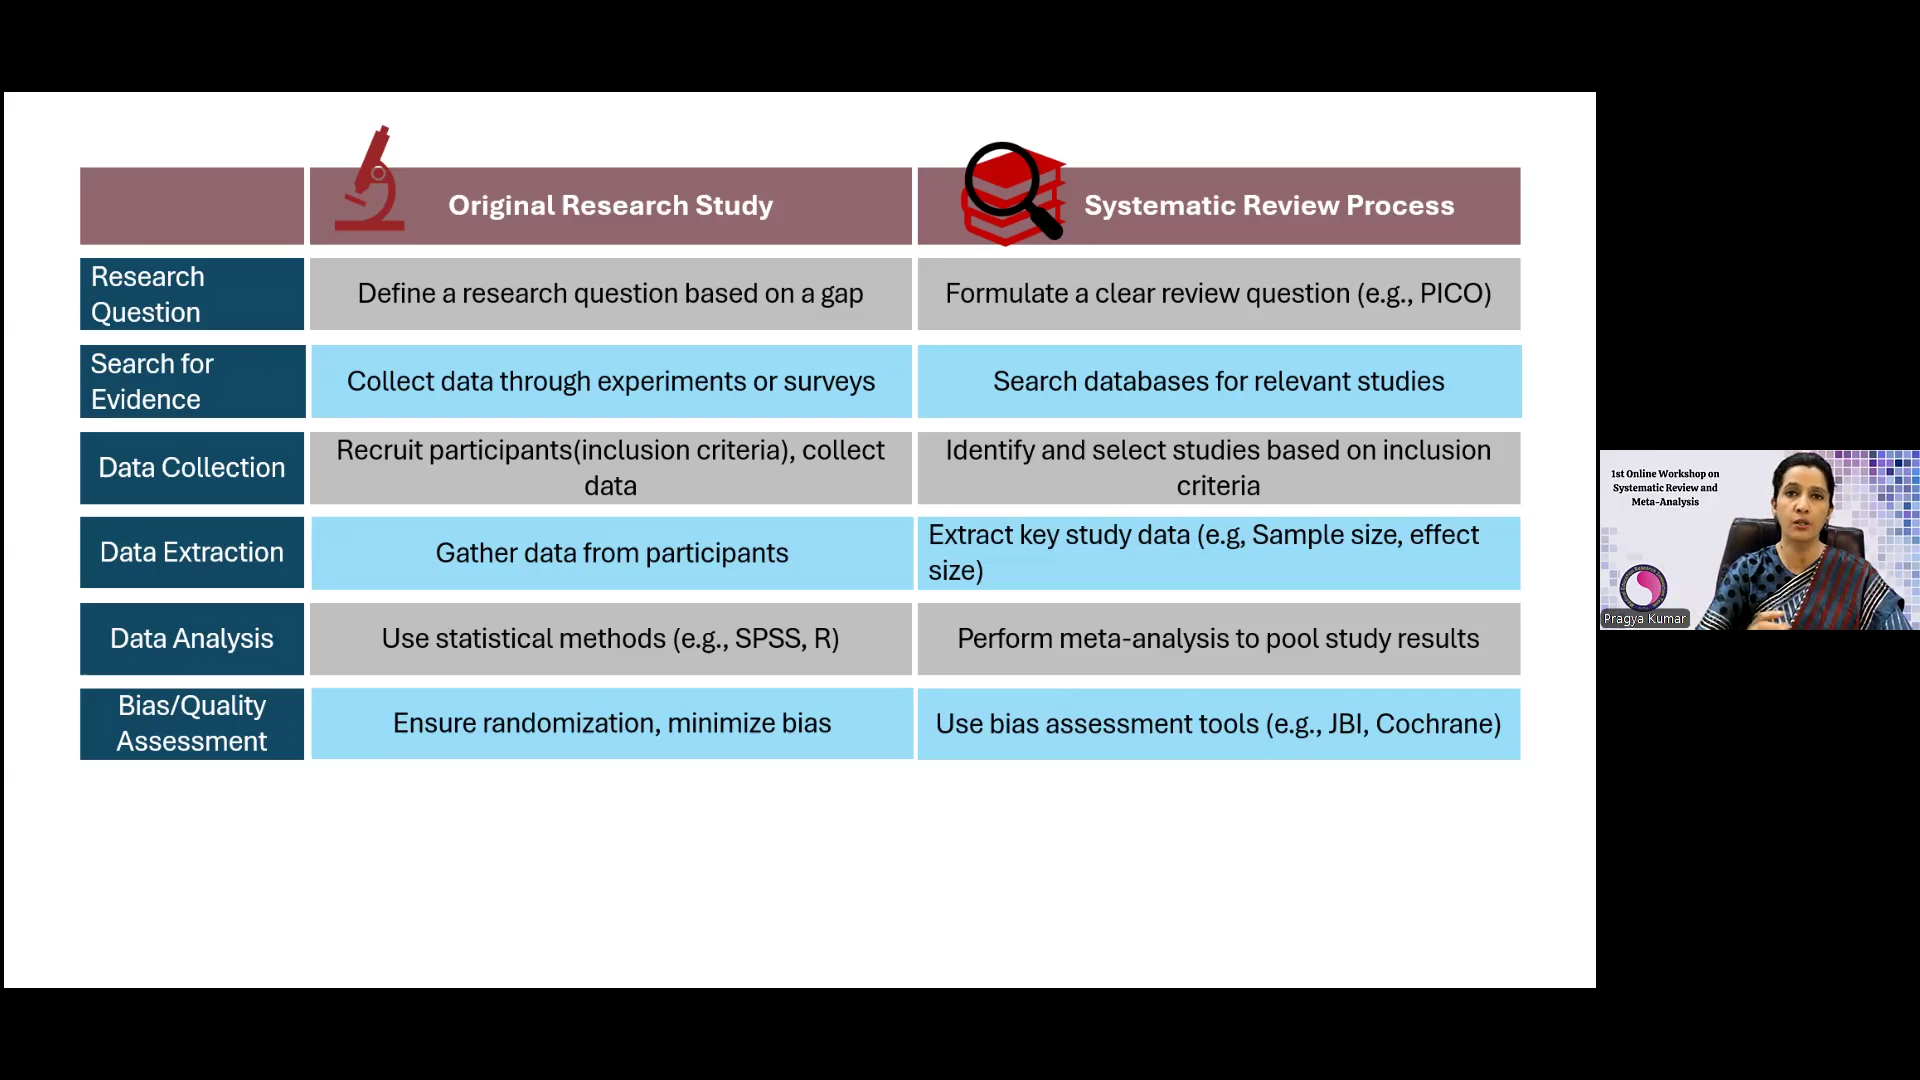 Original Research Study
Systematic Review Process
Research
Question
Define a research question based on a gap
Formulate a clear review question (e.g., PICO)
Search for
Evidence
Collect data through experiments or surveys
Search databases for relevant studies
Data Collection
Recruit participants(inclusion criteria), collect
data
Identify and select studies based on inclusion
criteria
Data Extraction
Gather data from participants
Extract key study data (e.g, Sample size, effect
size)
Data Analysis
Use statistical methods (e.g., SPSS, R)
Perform meta-analysis to pool study results
Bias/Quality
Assessment
Ensure randomization, minimize bias
Use bias assessment tools (e.g., JBI, Cochrane)
1st Online Workshop on
Systematic Review and
Meta-Analysis
Pragya Kumar